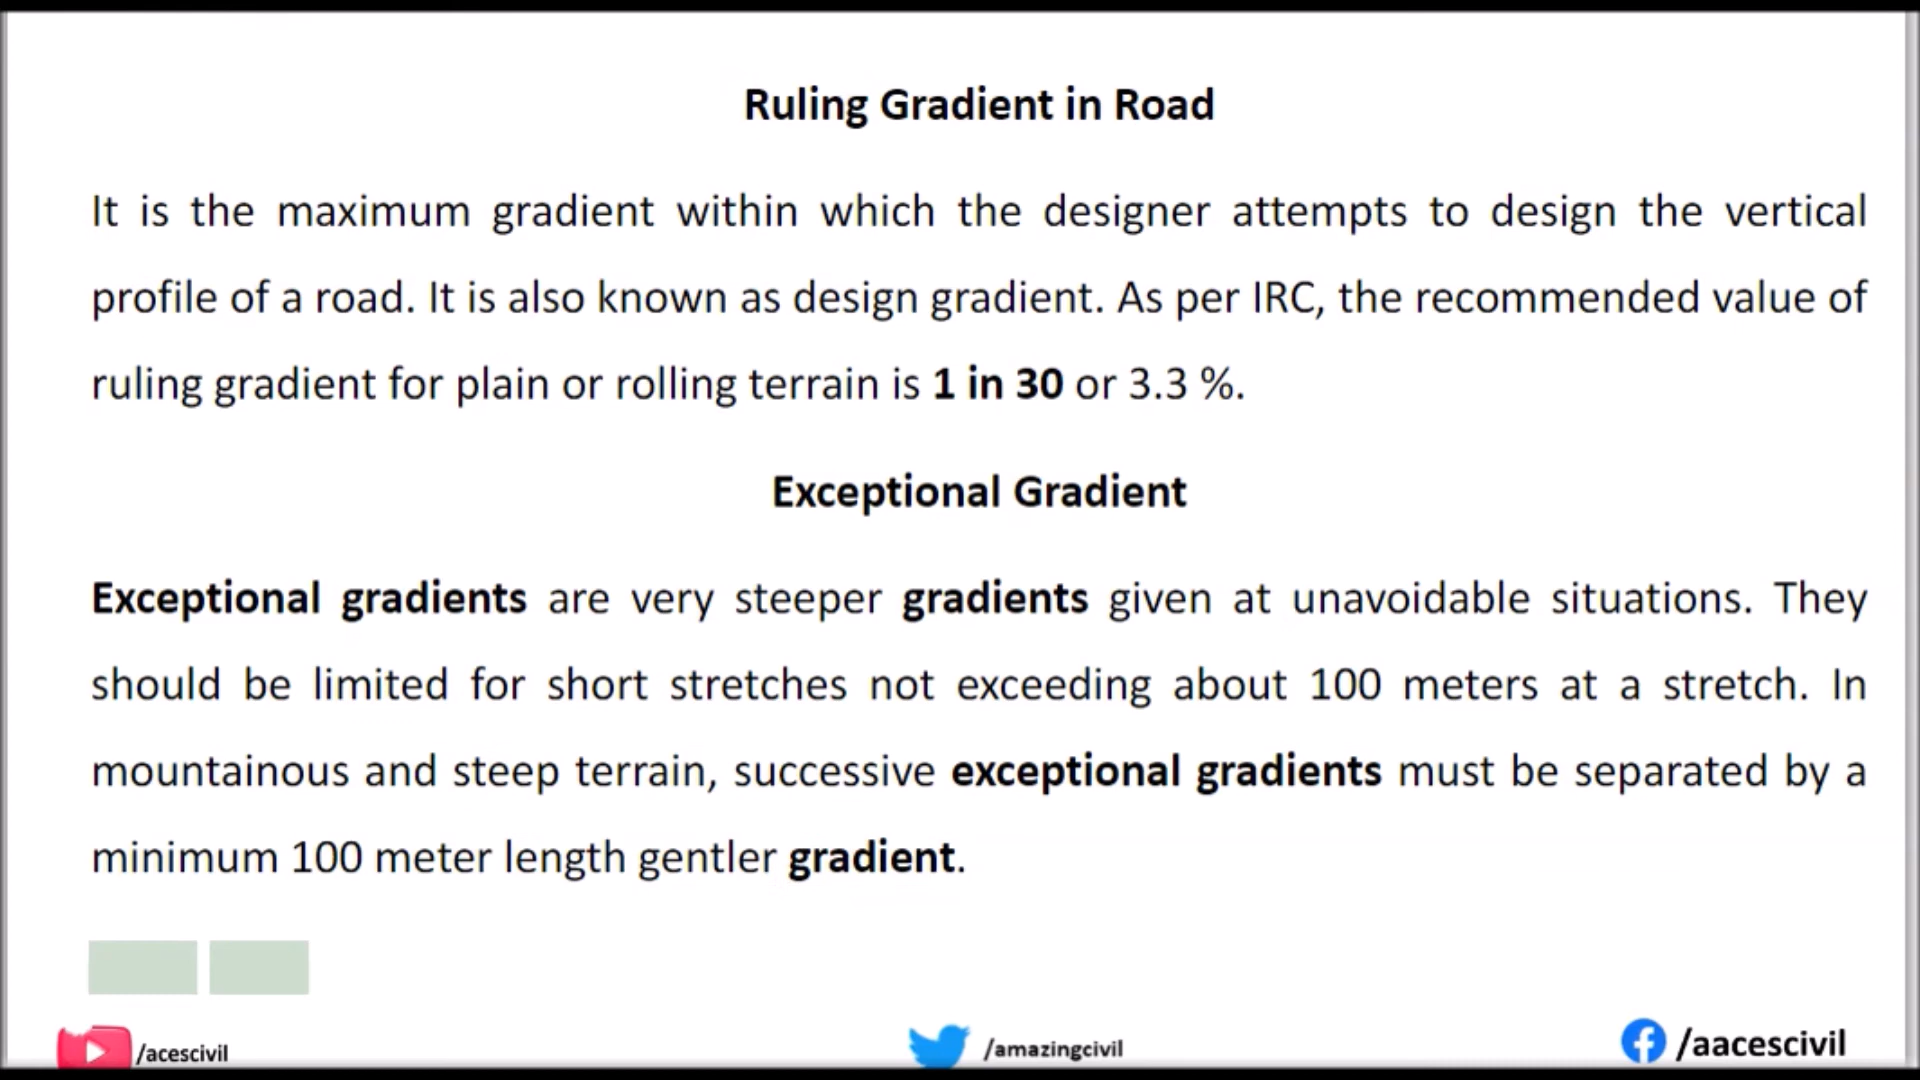 Ruling Gradient in Road
It is the maximum gradient within which the designer attempts to design the vertical
profile of a road. It is also known as design gradient. As per IRC, the recommended value of
ruling gradient for plain or rolling terrain is 1 in 30 or 3.3 %.
Exceptional Gradient
Exceptional gradients are very steeper gradients given at unavoidable situations. They
should be limited for short stretches not exceeding about 100 meters at a stretch. In
mountainous and steep terrain, successive exceptional gradients must be separated by a
minimum 100 meter length gentler gradient.
/acescivil /amazingcivil /aacescivil